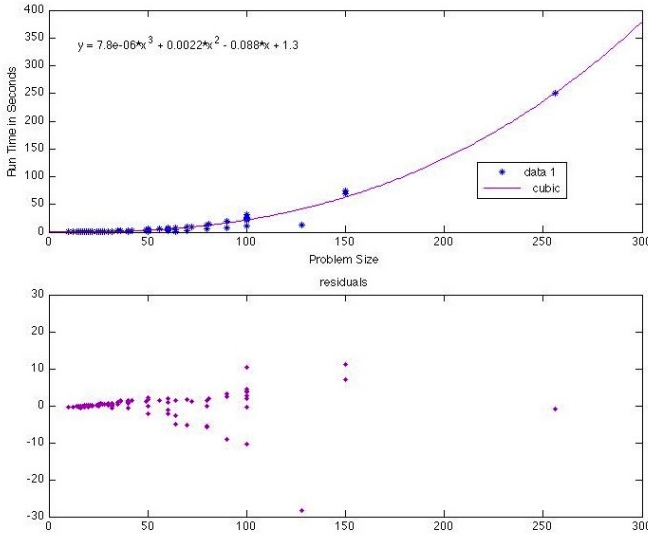 400
350
300
250
200
150
100
50
0
Run Time in Seconds
y = 7.8e-06*x^3 + 0.0022*x^2 - 0.088*x + 1.3
data 1
cubic
0 50 100 150 200 250 300
Problem Size
residuals
30
20
10
0
-10
-20
-30
0 50 100 150 200 250 300